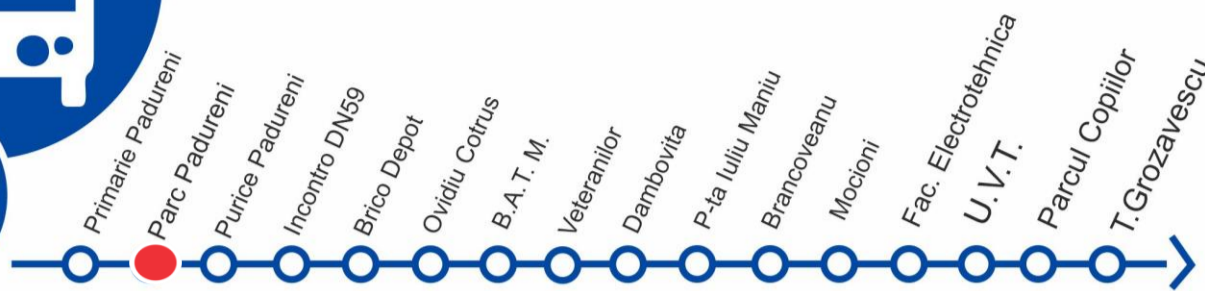 Primarie Padureni
Parc Padureni
Purice Padureni
Incontro DN59
Brico Depot
Ovidiu Cotrus
B.A.T. M.
Veteranilor
Dambovita
P-ta Iuliu Maniu
Brancoveanu
Mocioni
Fac. Electrotehnica
U.V.T.
Parcul Copiilor
T.Grozavescu